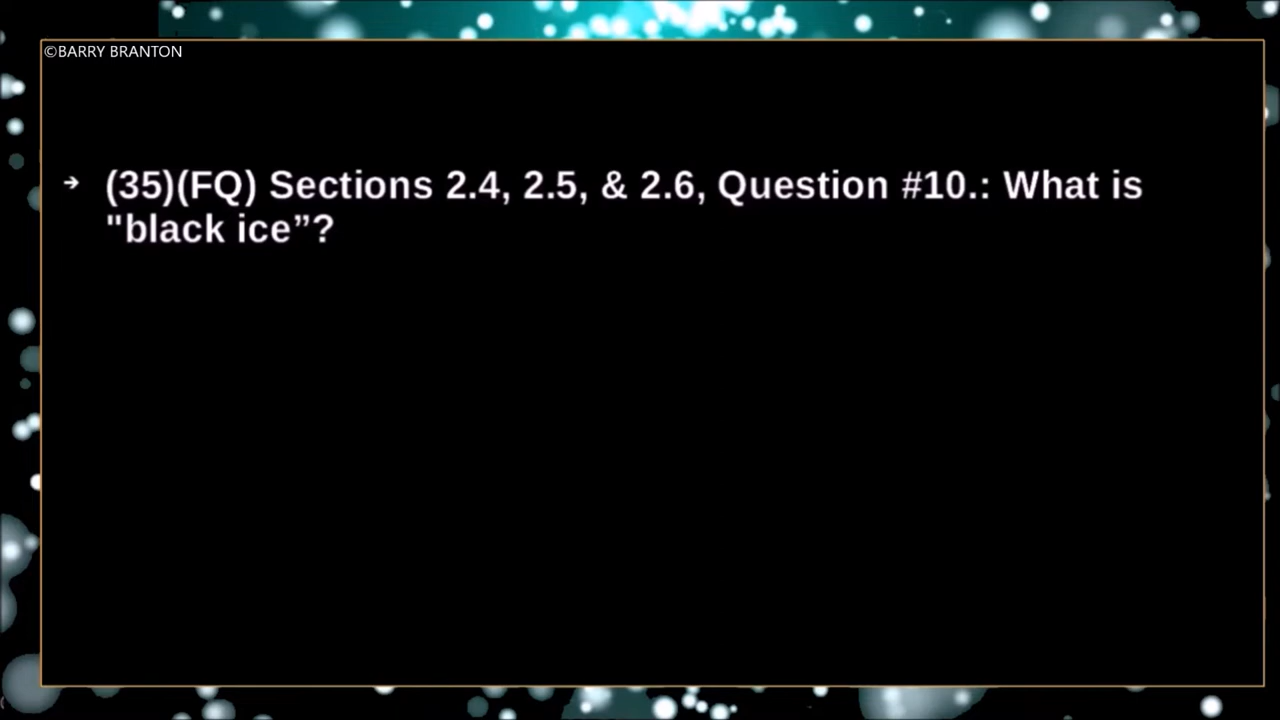 ©BARRY BRANTON
➔ (35)(FQ) Sections 2.4, 2.5, & 2.6, Question #10.: What is
"black ice”?